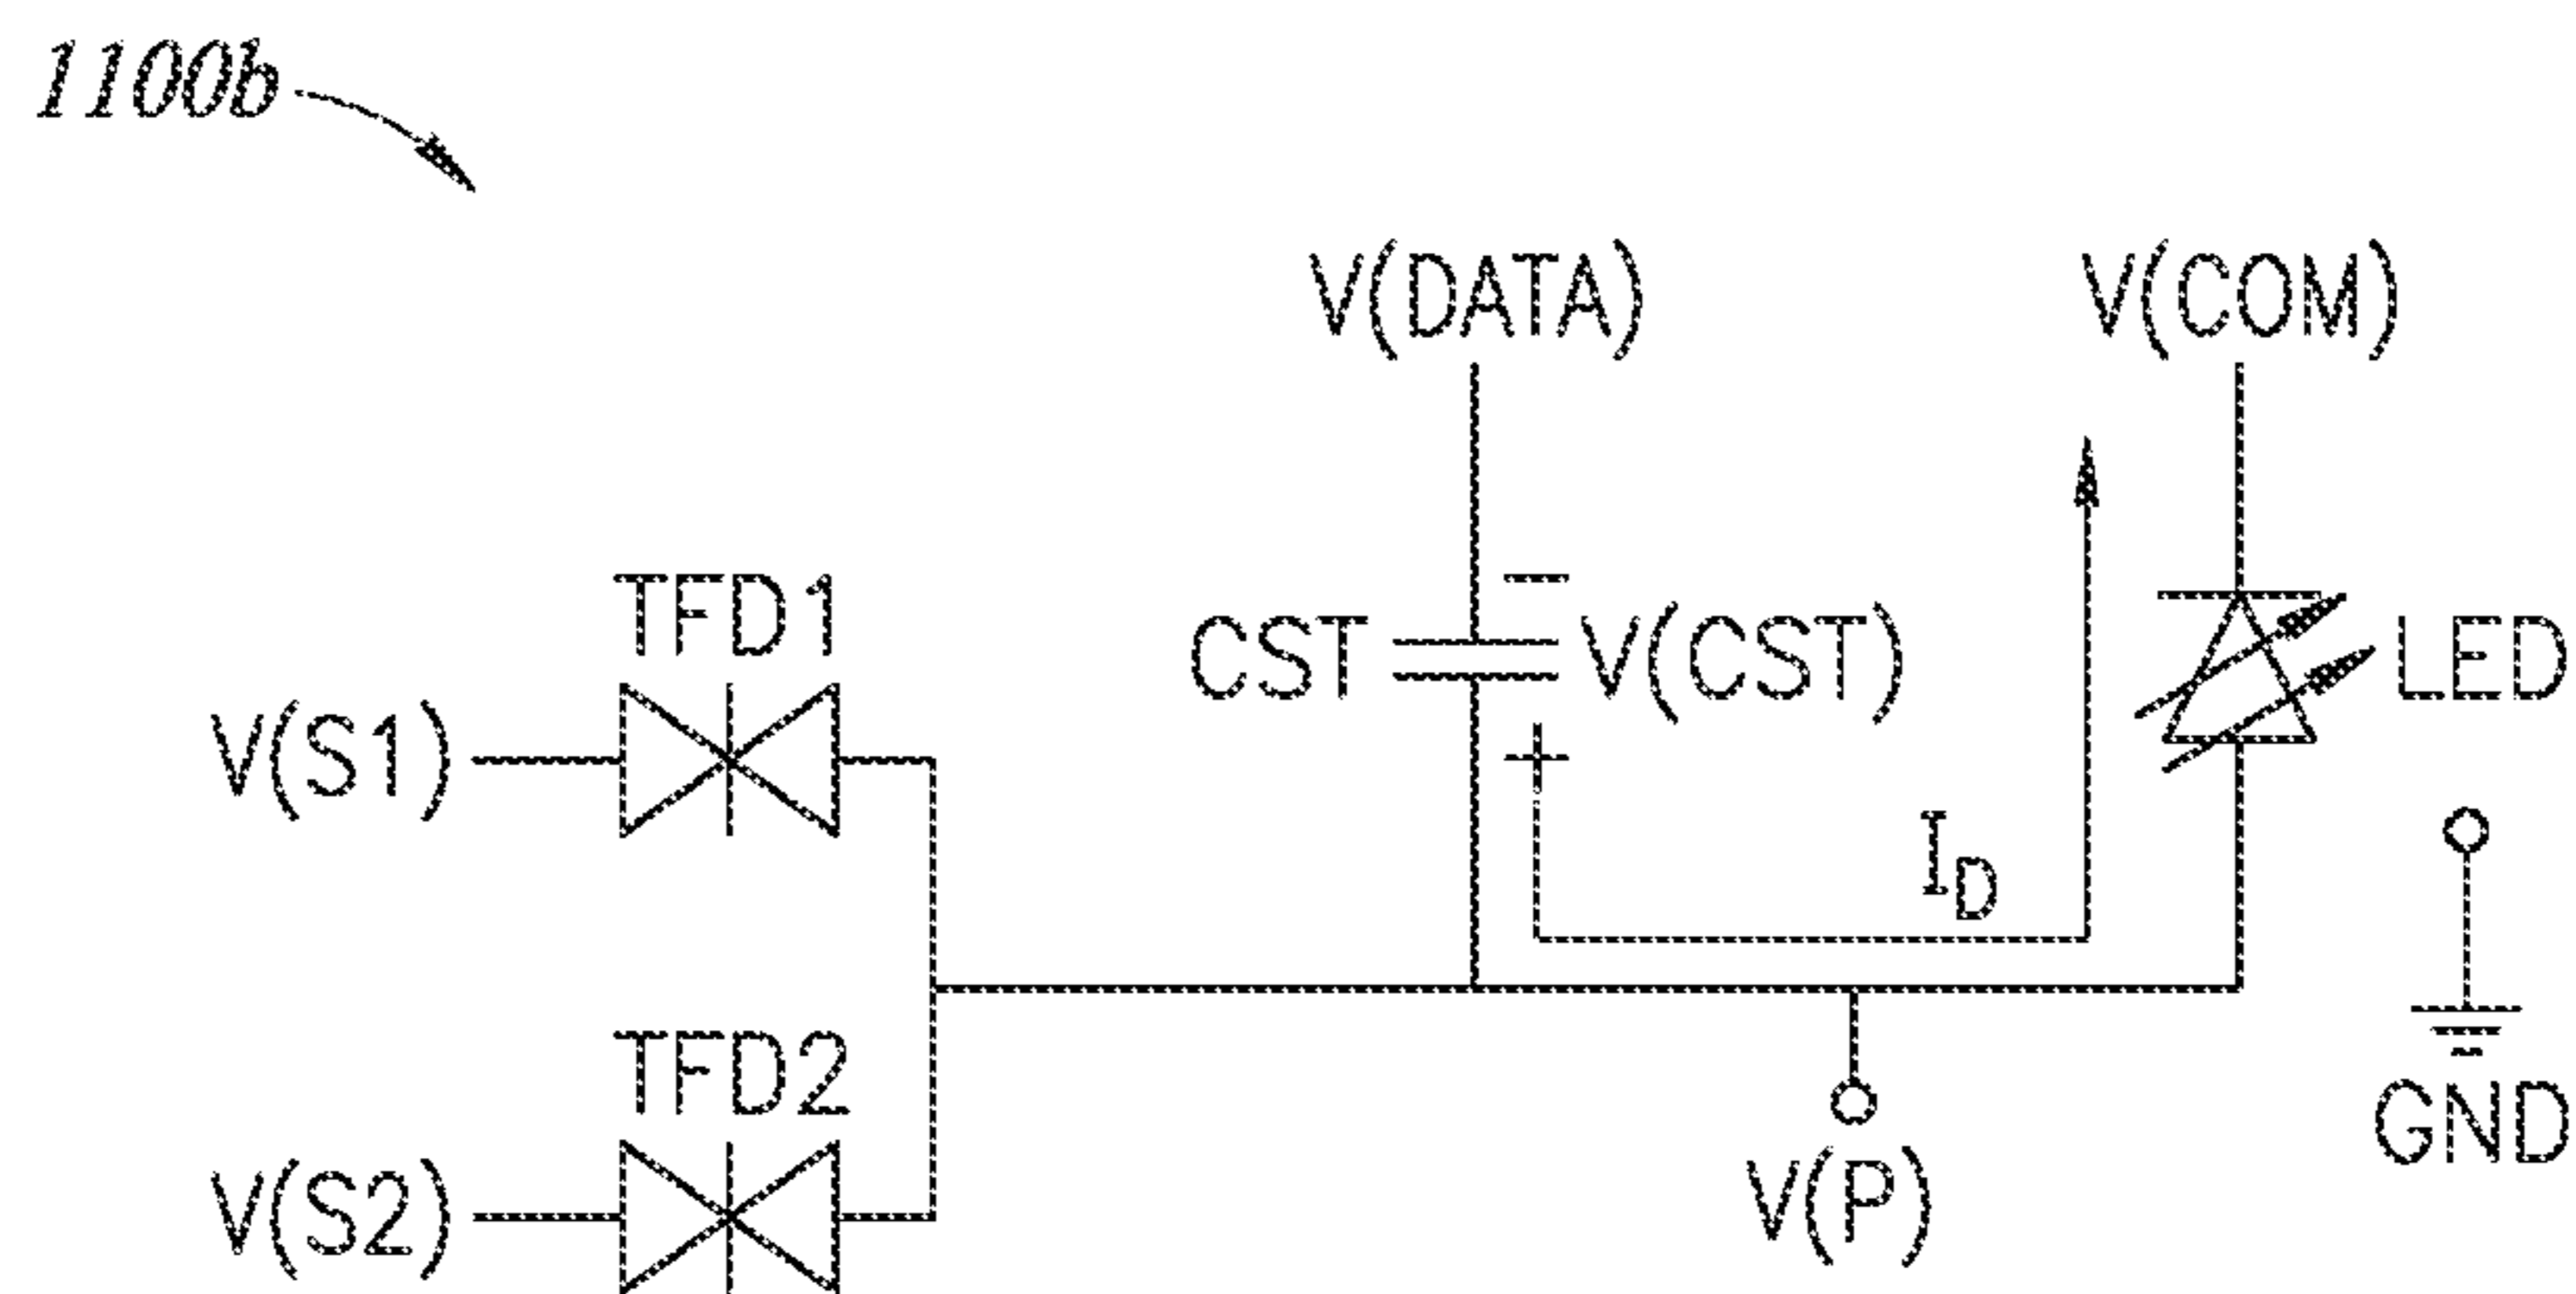 1100b
V(DATA)
V(COM)
TFD1
CST
V(CST)
LED
V(S1)
I_D
TFD2
GND
V(S2)
V(P)